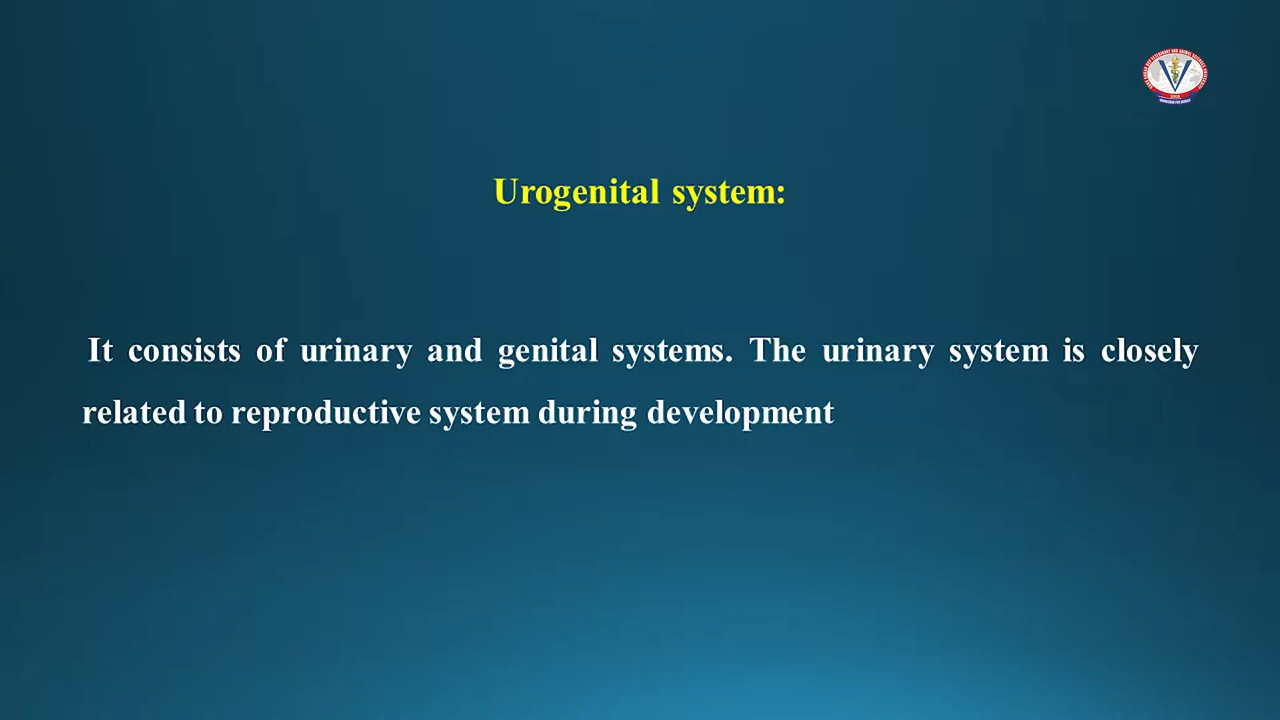 Urogenital system:
It consists of urinary and genital systems. The urinary system is closely
related to reproductive system during development